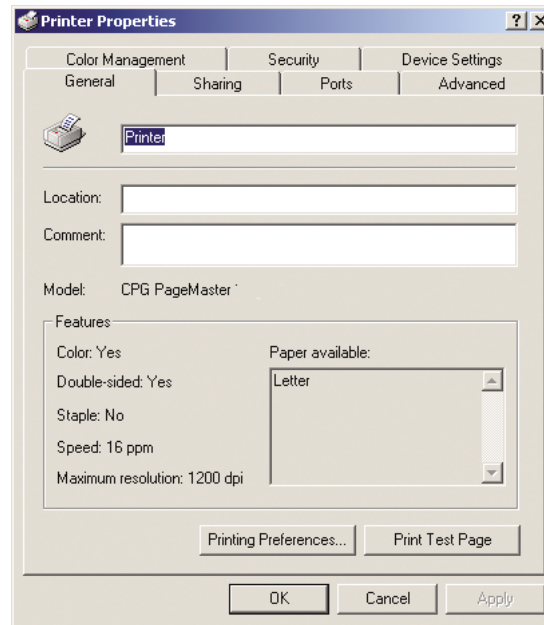 Printer Properties
Color Management Security Device Settings
General Sharing Ports Advanced
Printer
Location:
Comment:
Model: CPG PageMaster
Features
Color: Yes
Paper available:
Double-sided: Yes
Letter
Staple: No
Speed: 16 ppm
Maximum resolution: 1200 dpi
Printing Preferences... Print Test Page
OK Cancel Apply